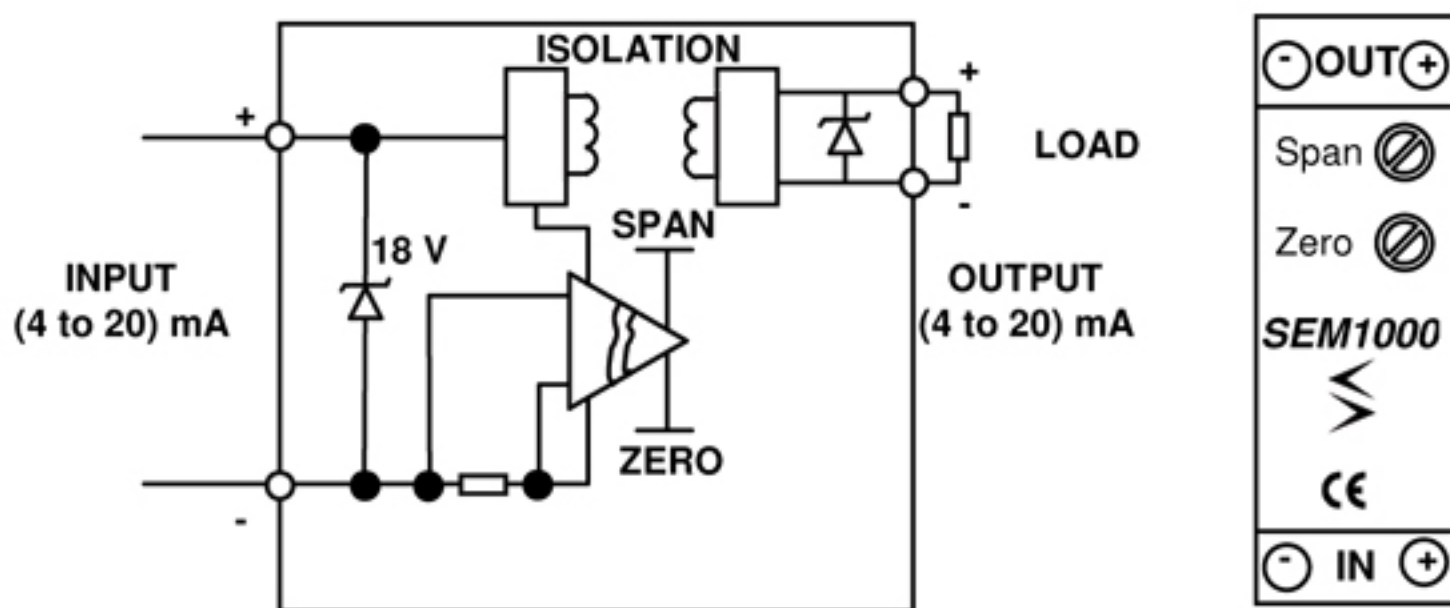 ISOLATION
+
+
LOAD
-
SPAN
18 V
INPUT
(4 to 20) mA
OUTPUT
(4 to 20) mA
ZERO
-
- OUT +
Span
Zero
SEM1000
CE
- IN +